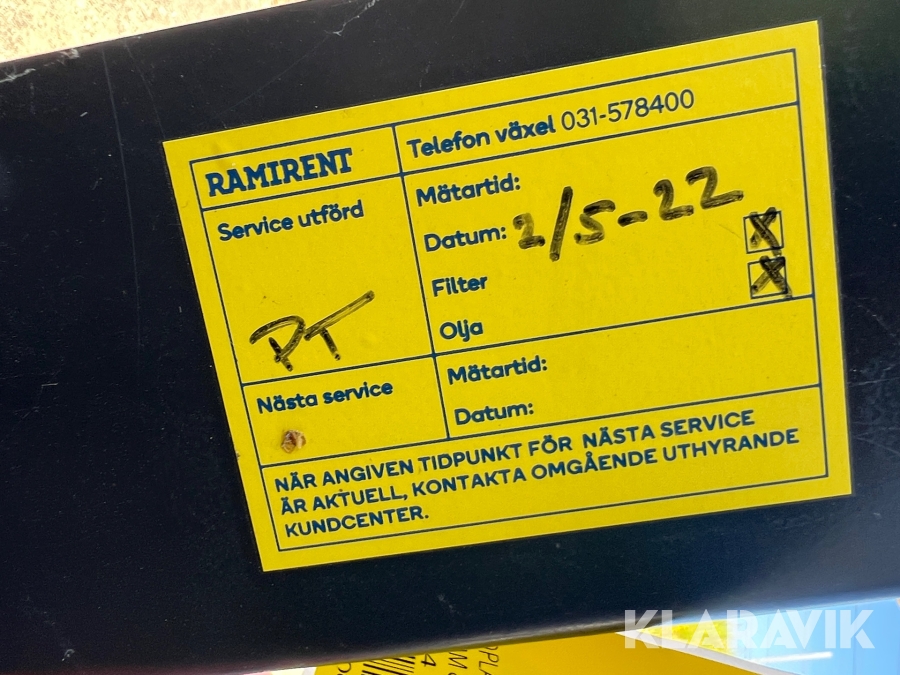 RAMIRENT
Telefon växel 031-578400
Service utförd
PT
Mätartid:
Datum: 2/5-22
Filter X
Olja X
Nästa service
Mätartid:
Datum:
NÄR ANGIVEN TIDPUNKT FÖR NÄSTA SERVICE
ÄR AKTUELL, KONTAKTA OMGÅENDE UTHYRANDE
KUNDCENTER.
KLARAVIK